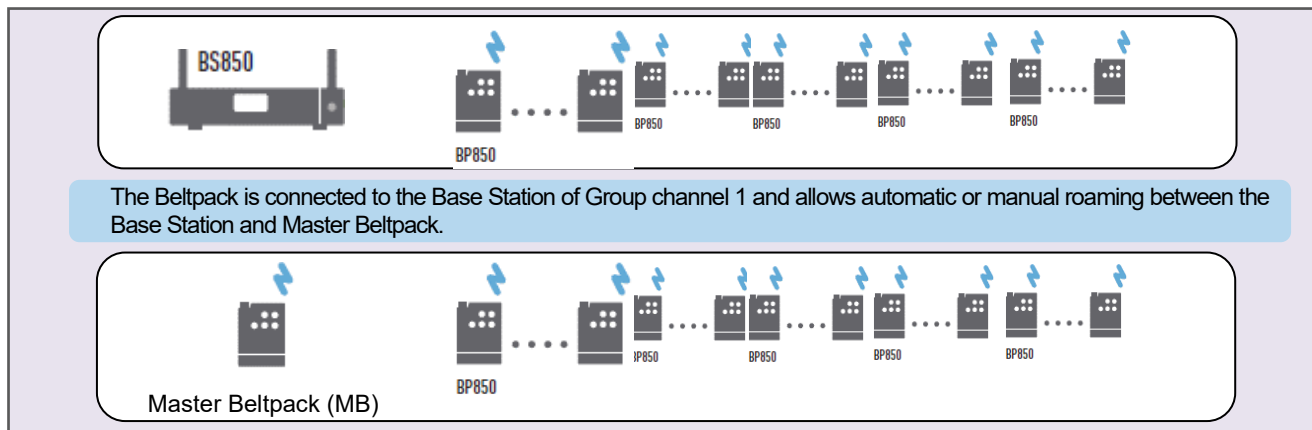 BS850
BP850
BP850
BP850
BP850
BP850
The Beltpack is connected to the Base Station of Group channel 1 and allows automatic or manual roaming between the
Base Station and Master Beltpack.
BP850
BP850
BP850
BP850
BP850
Master Beltpack (MB)